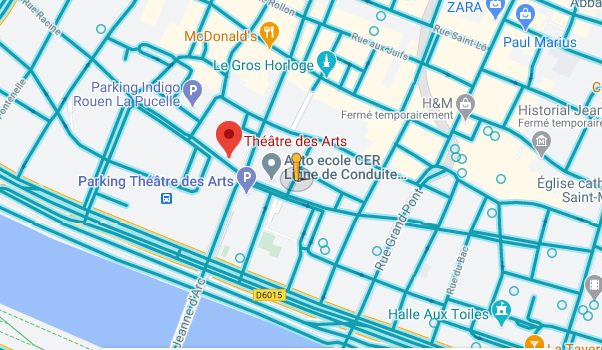 Rue Racine
Rollon
ZARA
Abba
McDonald's
Rue aux Juifs
Rue Saint-Lô
Paul Marius
Le Gros Horloge
Parking Indigo
Rouen La Pucelle
H&M
Fermé temporairement
Historial Jean
Fermé temporaire
Fontenelle
Théâtre des Arts
Auto ecole CER
Ligne de Conduite...
Parking Théâtre des Arts
Église cath
Saint-M
Rue Grand Pont
Rue du Bac
D6015
Jeanne d'Arc
Halle Aux Toiles
La Tavern